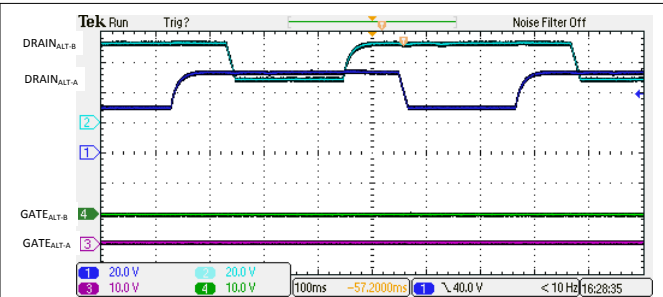 Tek Run Trig? Noise Filter Off
DRAINALT-B
DRAINALT-A
2
1
GATEALT-B 4
GATEALT-A 3
1 20.0 V 2 20.0 V
3 10.0 V 4 10.0 V
100ms -57.2000ms 1 40.0 V <10 Hz 16:28:35